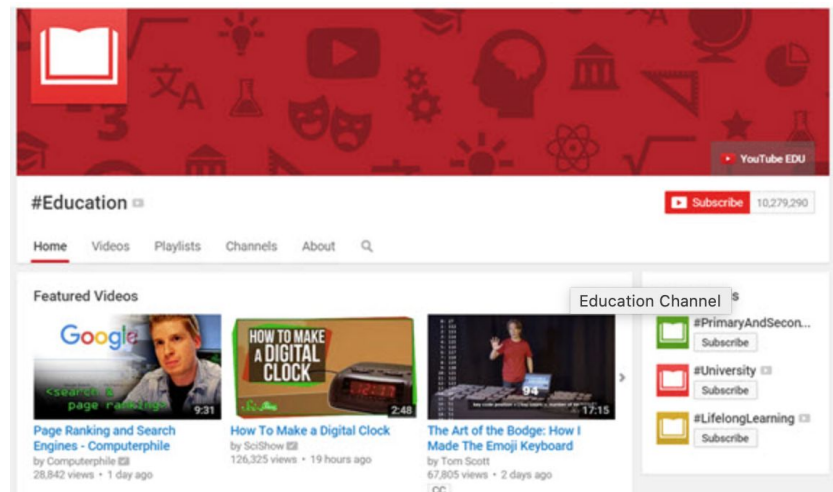 YouTube EDU
#Education
Subscribe 10,279,290
Home Videos Playlists Channels About
Featured Videos
Education Channel
s
Google
<search a
page ranking>
9:31
Page Ranking and Search
Engines - Computerphile
by Computerphile
28,842 views • 1 day ago
HOW TO MAKE
A DIGITAL
CLOCK
2:48
How To Make a Digital Clock
by SciShow
126,325 views • 19 hours ago
94
17:15
The Art of the Bodge: How I
Made The Emoji Keyboard
by Tom Scott
67,805 views • 2 days ago
CC
#PrimaryAndSecon...
Subscribe
#University
Subscribe
#LifelongLearning
Subscribe